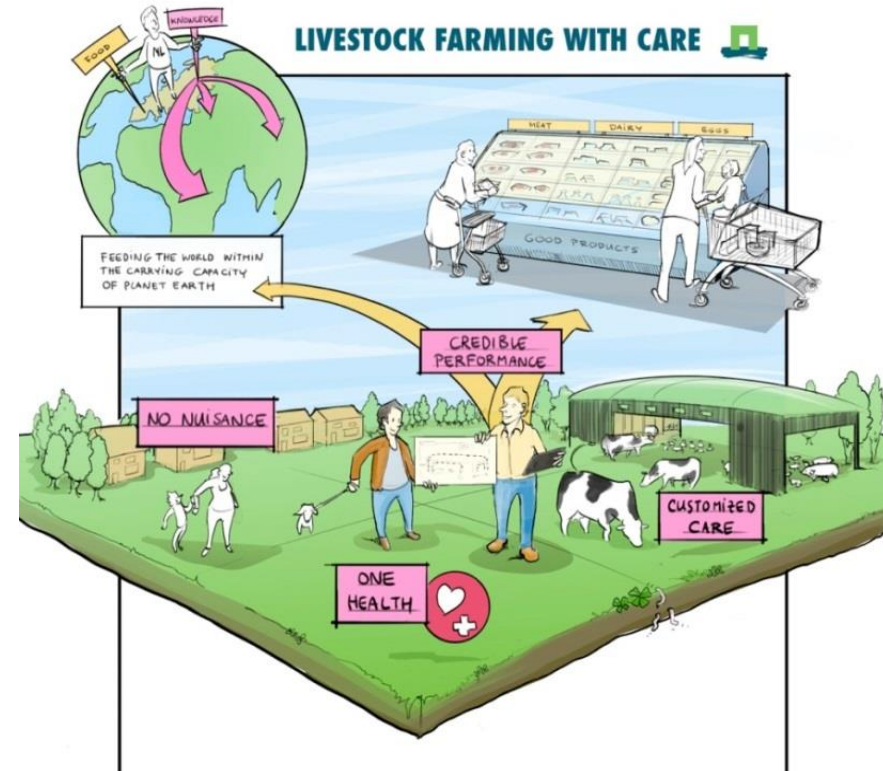 LIVESTOCK FARMING WITH CARE
FOOD
KNOWLEDGE
NL
MEAT
DAIRY
EGGS
GOOD PRODUCTS
FEEDING THE WORLD WITHIN
THE CARRYING CAPACITY
OF PLANET EARTH
CREDIBLE
PERFORMANCE
NO NUISANCE
CUSTOMIZED
CARE
ONE
HEALTH